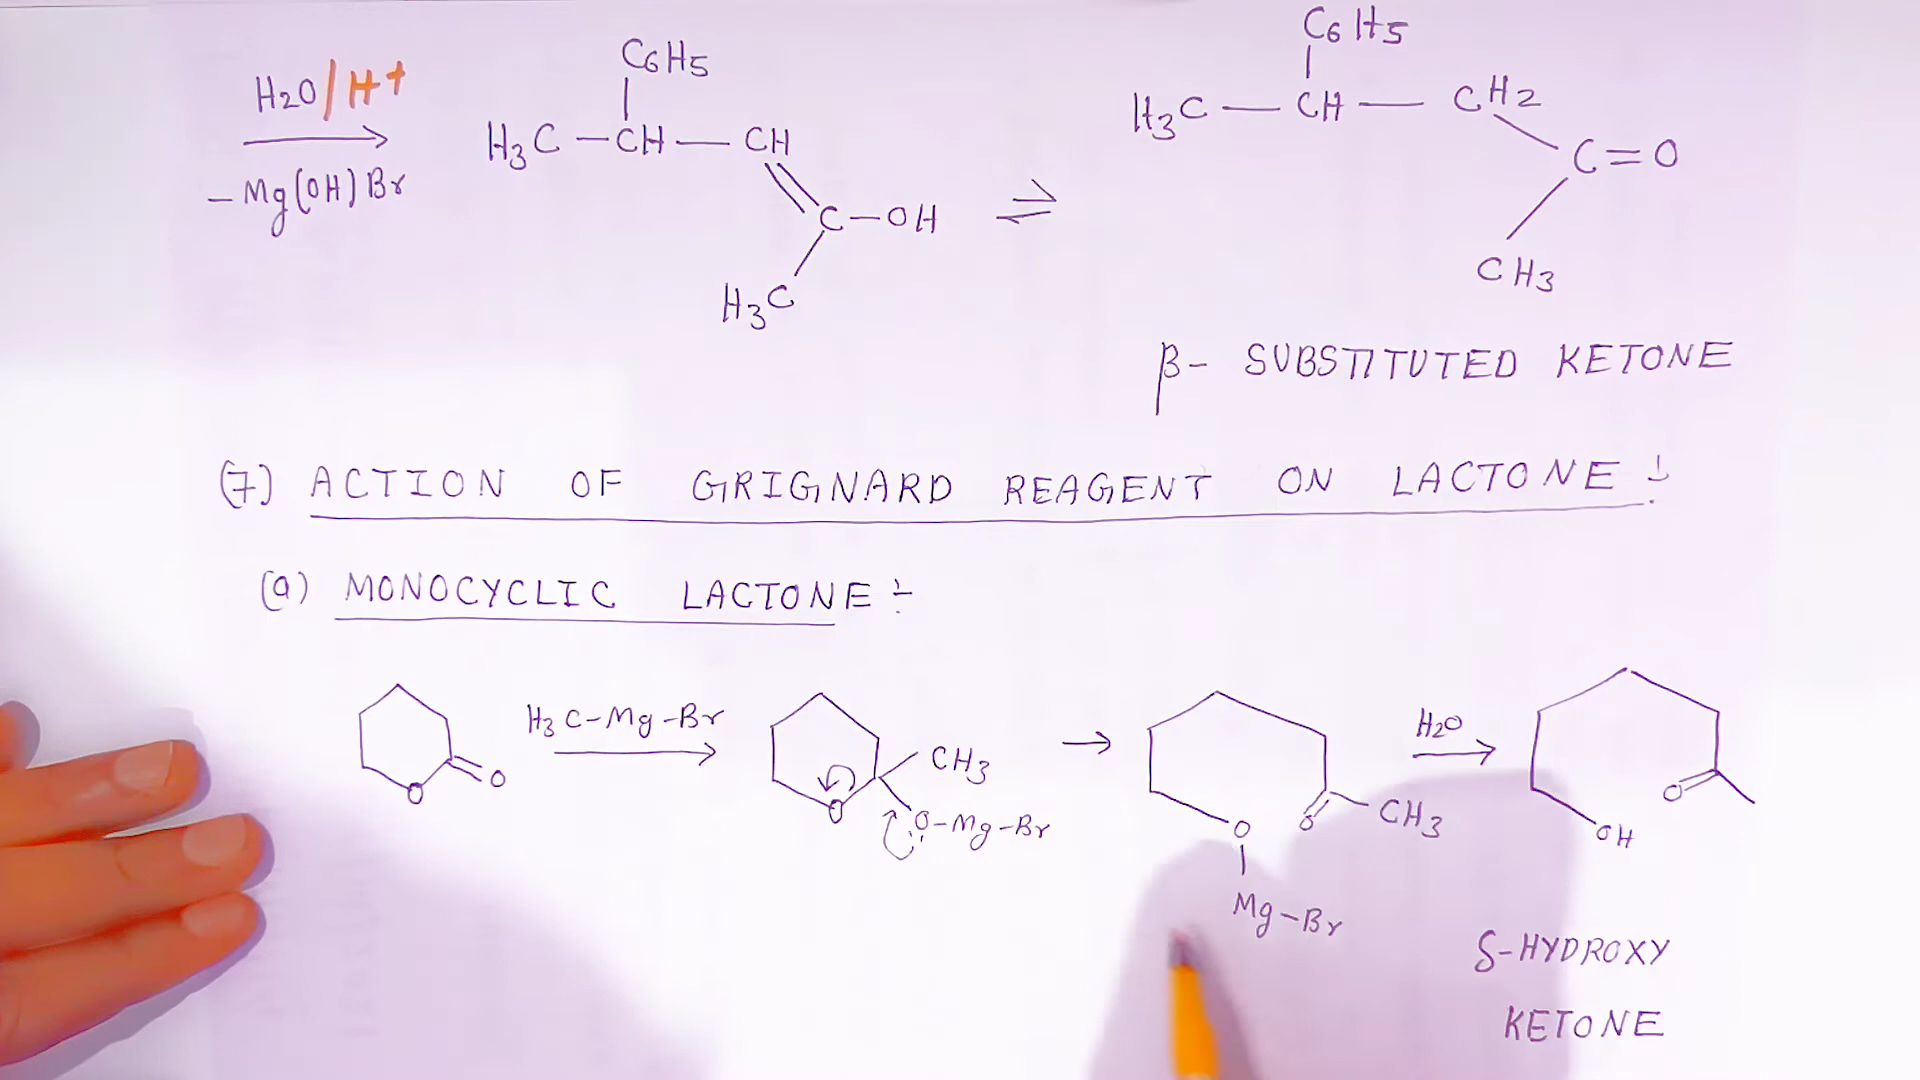 H2O/H+
- Mg(OH)Br
C6H5
H3C - CH - CH
C - OH
H3C
⇌
C6H5
H3C - CH - CH2
C = O
CH3
β- SUBSTITUTED KETONE
(7) ACTION OF GRIGNARD REAGENT ON LACTONE :-
(a) MONOCYCLIC LACTONE :-
O
O
H3C-Mg-Br
O
CH3
O-Mg-Br
O
Mg-Br
O
CH3
H2O
O
OH
δ-HYDROXY
KETONE